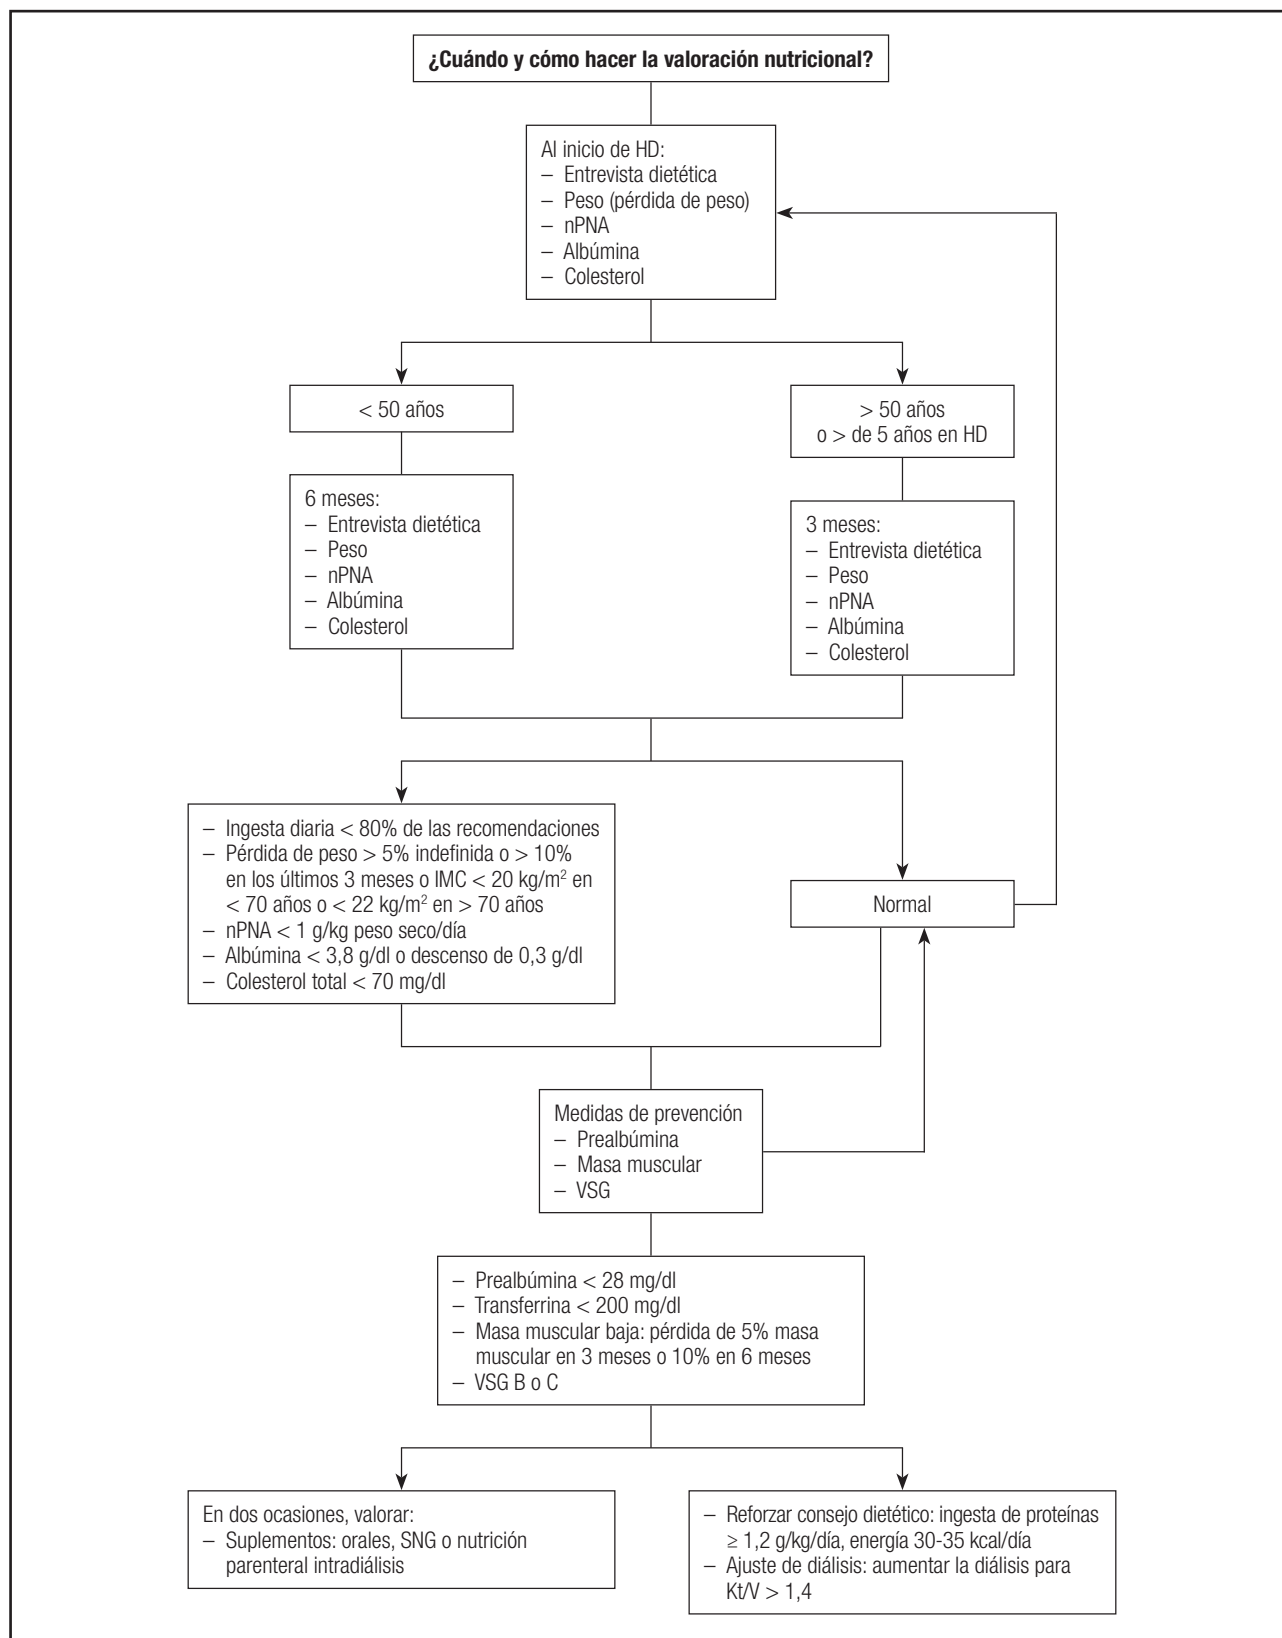 ¿Cuándo y cómo hacer la valoración nutricional?
Al inicio de HD:
– Entrevista dietética
– Peso (pérdida de peso)
– nPNA
– Albúmina
– Colesterol
< 50 años
> 50 años
o > de 5 años en HD
6 meses:
– Entrevista dietética
– Peso
– nPNA
– Albúmina
– Colesterol
3 meses:
– Entrevista dietética
– Peso
– nPNA
– Albúmina
– Colesterol
– Ingesta diaria < 80% de las recomendaciones
– Pérdida de peso > 5% indefinida o > 10%
en los últimos 3 meses o IMC < 20 kg/m² en
< 70 años o < 22 kg/m² en > 70 años
– nPNA < 1 g/kg peso seco/día
– Albúmina < 3,8 g/dl o descenso de 0,3 g/dl
– Colesterol total < 70 mg/dl
Normal
Medidas de prevención
– Prealbúmina
– Masa muscular
– VSG
– Prealbúmina < 28 mg/dl
– Transferrina < 200 mg/dl
– Masa muscular baja: pérdida de 5% masa
muscular en 3 meses o 10% en 6 meses
– VSG B o C
En dos ocasiones, valorar:
– Suplementos: orales, SNG o nutrición
parenteral intradiálisis
– Reforzar consejo dietético: ingesta de proteínas
≥ 1,2 g/kg/día, energía 30-35 kcal/día
– Ajuste de diálisis: aumentar la diálisis para
Kt/V > 1,4